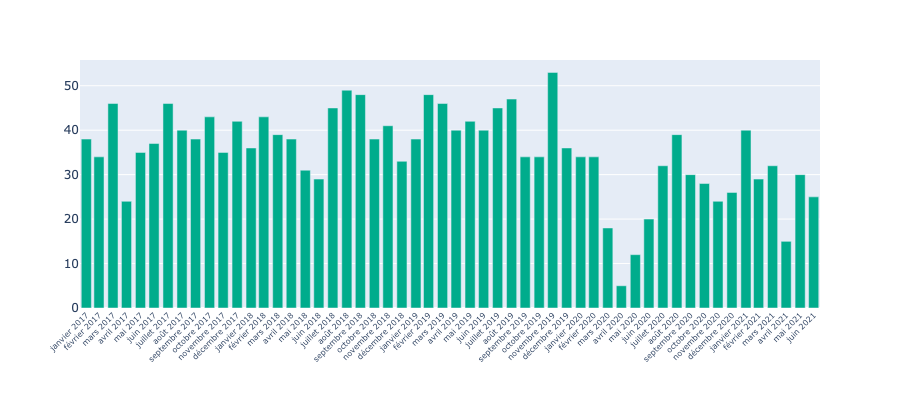 50
40
30
20
10
0
janvier 2017
février 2017
mars 2017
avril 2017
mai 2017
juin 2017
juillet 2017
août 2017
septembre 2017
octobre 2017
novembre 2017
décembre 2017
janvier 2018
février 2018
mars 2018
avril 2018
mai 2018
juin 2018
juillet 2018
août 2018
septembre 2018
octobre 2018
novembre 2018
décembre 2018
janvier 2019
février 2019
mars 2019
avril 2019
mai 2019
juin 2019
juillet 2019
août 2019
septembre 2019
octobre 2019
novembre 2019
décembre 2019
janvier 2020
février 2020
mars 2020
avril 2020
mai 2020
juin 2020
juillet 2020
août 2020
septembre 2020
octobre 2020
novembre 2020
décembre 2020
janvier 2021
février 2021
mars 2021
avril 2021
mai 2021
juin 2021